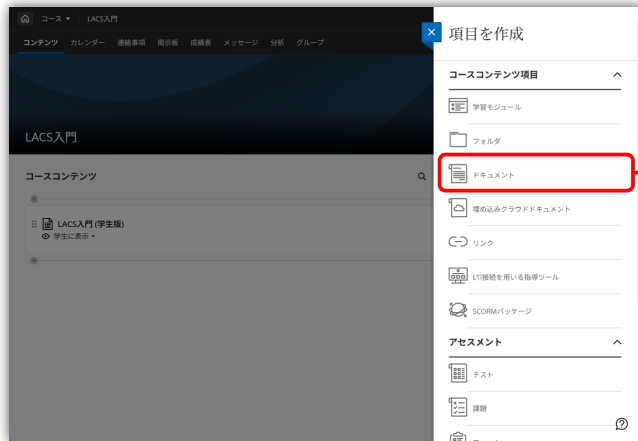 コース LACS入門
コンテンツ カレンダー 連絡事項 掲示板 成績表 メッセージ 分析 グループ
LACS入門
コースコンテンツ
LACS入門 (学生版)
学生に表示
項目を作成
コースコンテンツ項目
学習モジュール
フォルダ
ドキュメント
埋め込みクラウドドキュメント
リンク
LTI接続を用いる指導ツール
SCORMパッケージ
アセスメント
テスト
課題